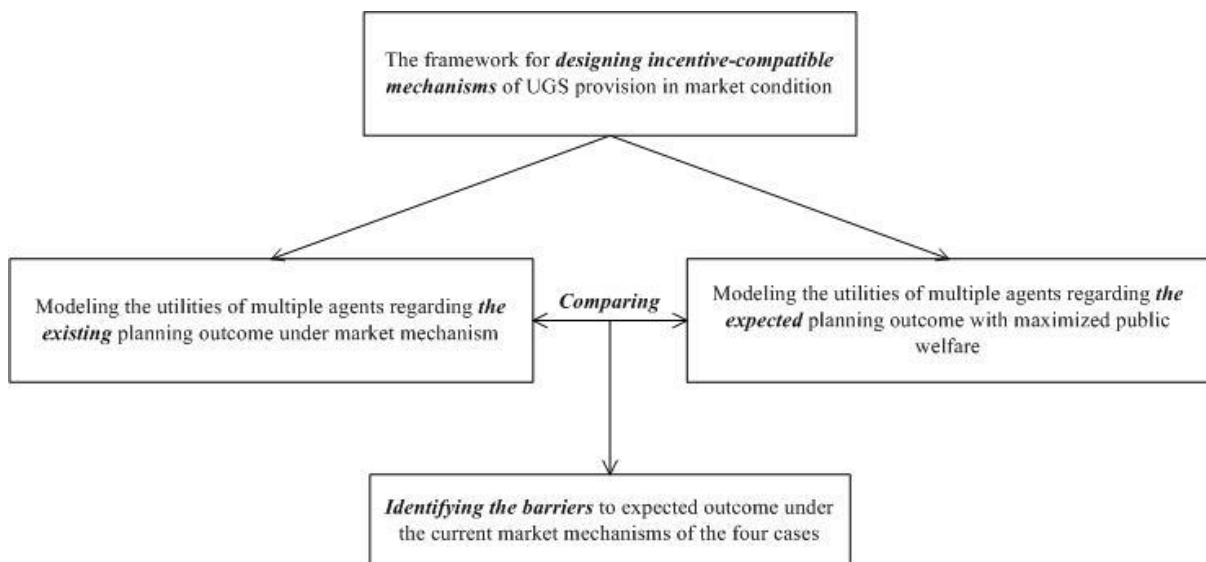 The framework for designing incentive-compatible
mechanisms of UGS provision in market condition
Modeling the utilities of multiple agents regarding the
existing planning outcome under market mechanism
Comparing
Modeling the utilities of multiple agents regarding the
expected planning outcome with maximized public
welfare
Identifying the barriers to expected outcome under
the current market mechanisms of the four cases